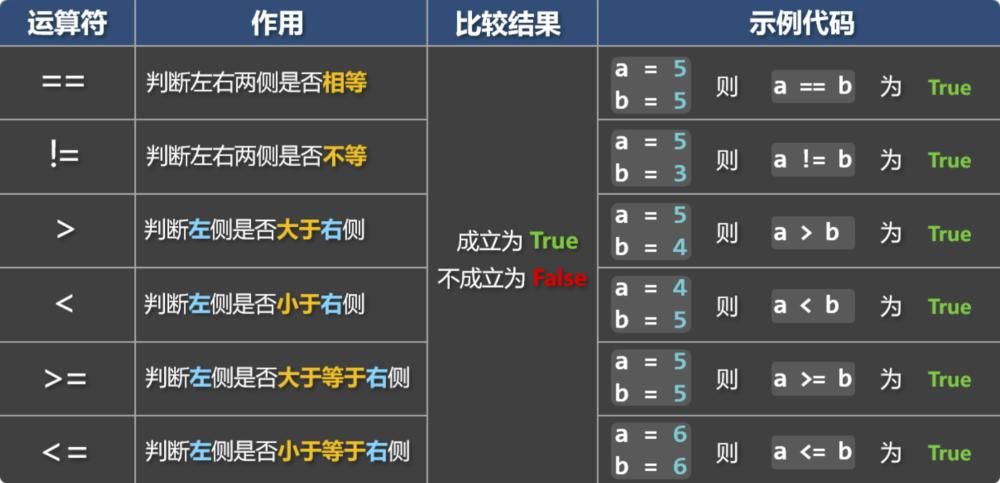 运算符 作用 比较结果 示例代码
== 判断左右两侧是否相等 a = 5 b = 5 则 a == b 为 True
!= 判断左右两侧是否不等 a = 5 b = 3 则 a != b 为 True
> 判断左侧是否大于右侧 a = 5 b = 4 则 a > b 为 True
成立为 True
不成立为 False
< 判断左侧是否小于右侧 a = 4 b = 5 则 a < b 为 True
>= 判断左侧是否大于等于右侧 a = 5 b = 5 则 a >= b 为 True
<= 判断左侧是否小于等于右侧 a = 6 b = 6 则 a <= b 为 True